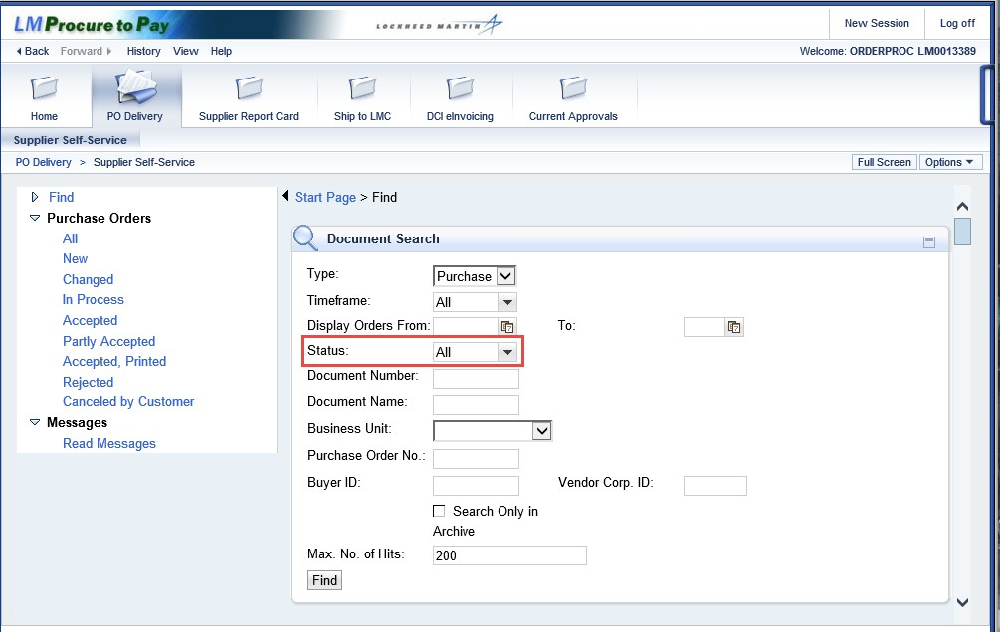 LM Procure to Pay
LOCKHEED MARTIN
New Session
Log off
Back Forward History View Help
Welcome: ORDERPROC LM0013389
Home
PO Delivery
Supplier Report Card
Ship to LMC
DCI eInvoicing
Current Approvals
Supplier Self-Service
PO Delivery > Supplier Self-Service
Full Screen
Options
Find
Purchase Orders
All
New
Changed
In Process
Accepted
Partly Accepted
Accepted, Printed
Rejected
Canceled by Customer
Messages
Read Messages
Start Page > Find
Document Search
Type: Purchase
Timeframe: All
Display Orders From: To:
Status: All
Document Number:
Document Name:
Business Unit:
Purchase Order No.:
Buyer ID: Vendor Corp. ID:
Search Only in
Archive
Max. No. of Hits: 200
Find